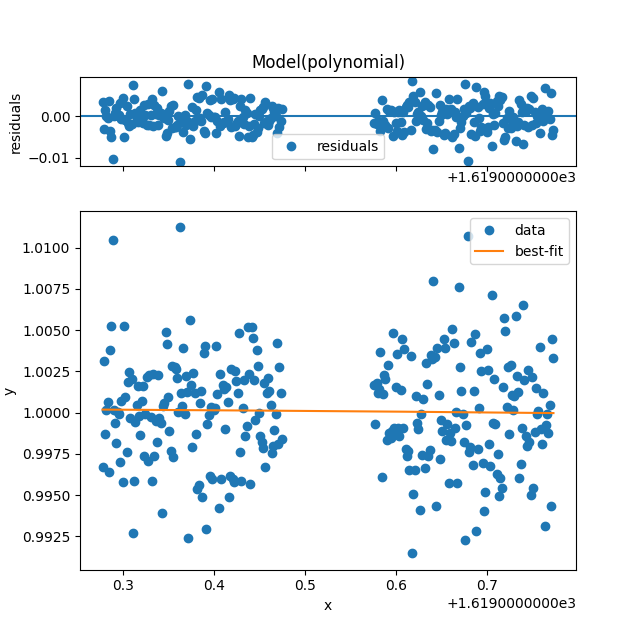 Model(polynomial)
residuals
0.00
−0.01
residuals
+1.6190000000e3
y
1.0100
1.0075
1.0050
1.0025
1.0000
0.9975
0.9950
0.9925
data
best-fit
0.3 0.4 0.5 0.6 0.7
x
+1.6190000000e3